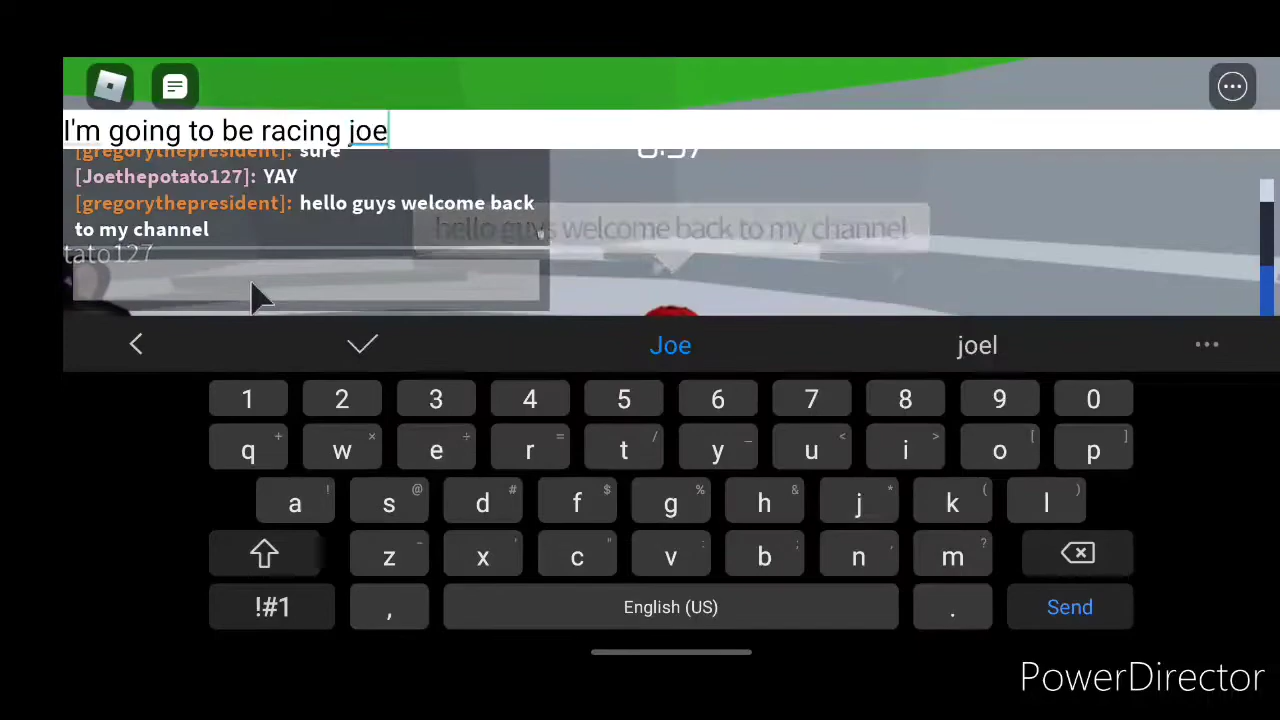 I'm going to be racing joe
[gregorythepresident]: sure
[Joethepotato127]: YAY
[gregorythepresident]: hello guys welcome back
to my channel
hello guys welcome back to my channel
tato127
Joe joel
1 2 3 4 5 6 7 8 9 0
q + w × e ÷ r = t / y _ u < i > o [ p ]
a ! s @ d # f $ g % h & j * k ( l )
z - x ' c " v : b ; n , m ?
!#1 , English (US) . Send
PowerDirector